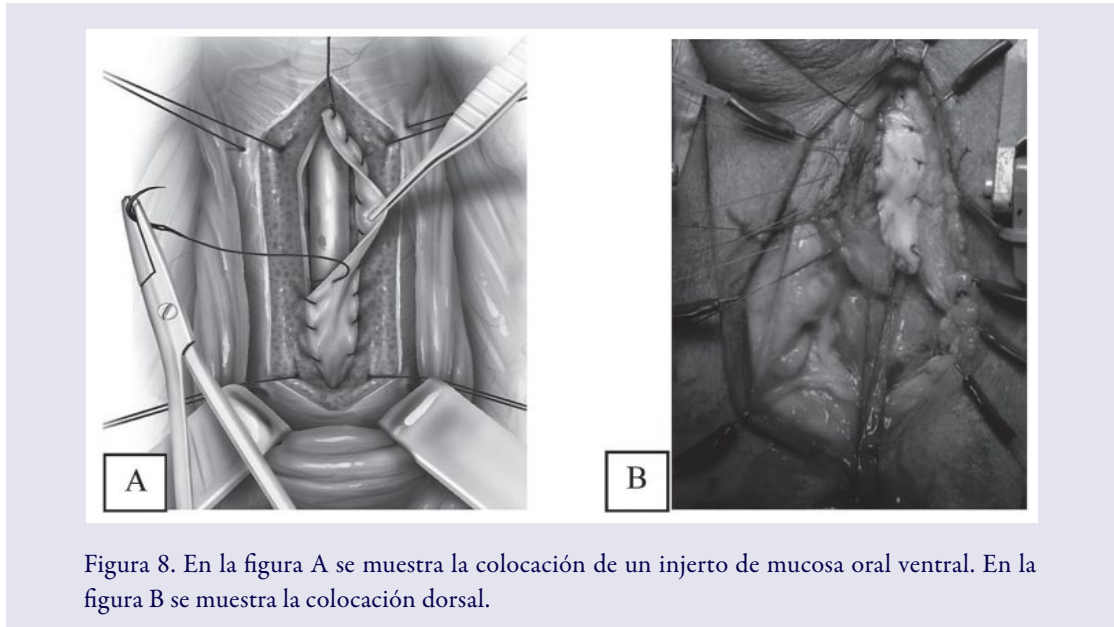 A
B
Figura 8. En la figura A se muestra la colocación de un injerto de mucosa oral ventral. En la
figura B se muestra la colocación dorsal.